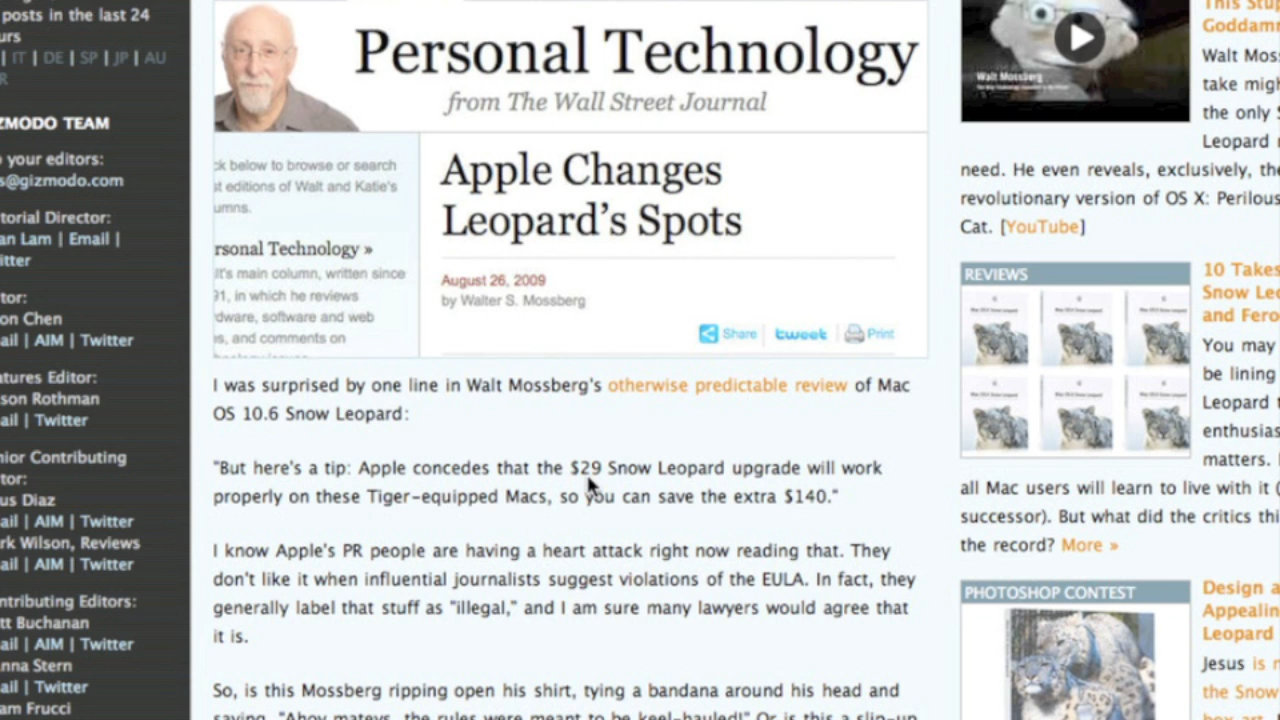 posts in the last 24
urs
| IT | DE | SP | JP | AU
R
ZMODO TEAM
your editors:
s@gizmodo.com
torial Director:
an Lam | Email |
itter
tor:
on Chen
ail | AIM | Twitter
atures Editor:
son Rothman
ail | Twitter
nior Contributing
tor:
us Diaz
ail | AIM | Twitter
rk Wilson, Reviews
ail | AIM | Twitter
ntributing Editors:
tt Buchanan
ail | AIM | Twitter
nna Stern
ail | Twitter
am Frucci
Personal Technology
from The Wall Street Journal
ck below to browse or search
st editions of Walt and Katie's
umns.
rsonal Technology »
lt's main column, written since
91, in which he reviews
rdware, software and web
es, and comments on
Apple Changes
Leopard's Spots
August 26, 2009
by Walter S. Mossberg
Share tweet Print
I was surprised by one line in Walt Mossberg's otherwise predictable review of Mac
OS 10.6 Snow Leopard:
"But here's a tip: Apple concedes that the $29 Snow Leopard upgrade will work
properly on these Tiger-equipped Macs, so you can save the extra $140."
I know Apple's PR people are having a heart attack right now reading that. They
don't like it when influential journalists suggest violations of the EULA. In fact, they
generally label that stuff as "illegal," and I am sure many lawyers would agree that
it is.
So, is this Mossberg ripping open his shirt, tying a bandana around his head and
saying, "Ahoy mateys, the rules were meant to be keel-hauled!" Or is this a slip-up
This Stup
Goddam
Walt Mossberg
Walt Moss
take migh
the only S
Leopard r
need. He even reveals, exclusively, the
revolutionary version of OS X: Perilous
Cat. [YouTube]
REVIEWS
10 Takes
Snow Leo
and Fero
You may
be lining
Leopard t
enthusias
matters. I
all Mac users will learn to live with it (
successor). But what did the critics thi
the record? More »
PHOTOSHOP CONTEST
Design a
Appealin
Leopard
Jesus is n
the Snow
box art.